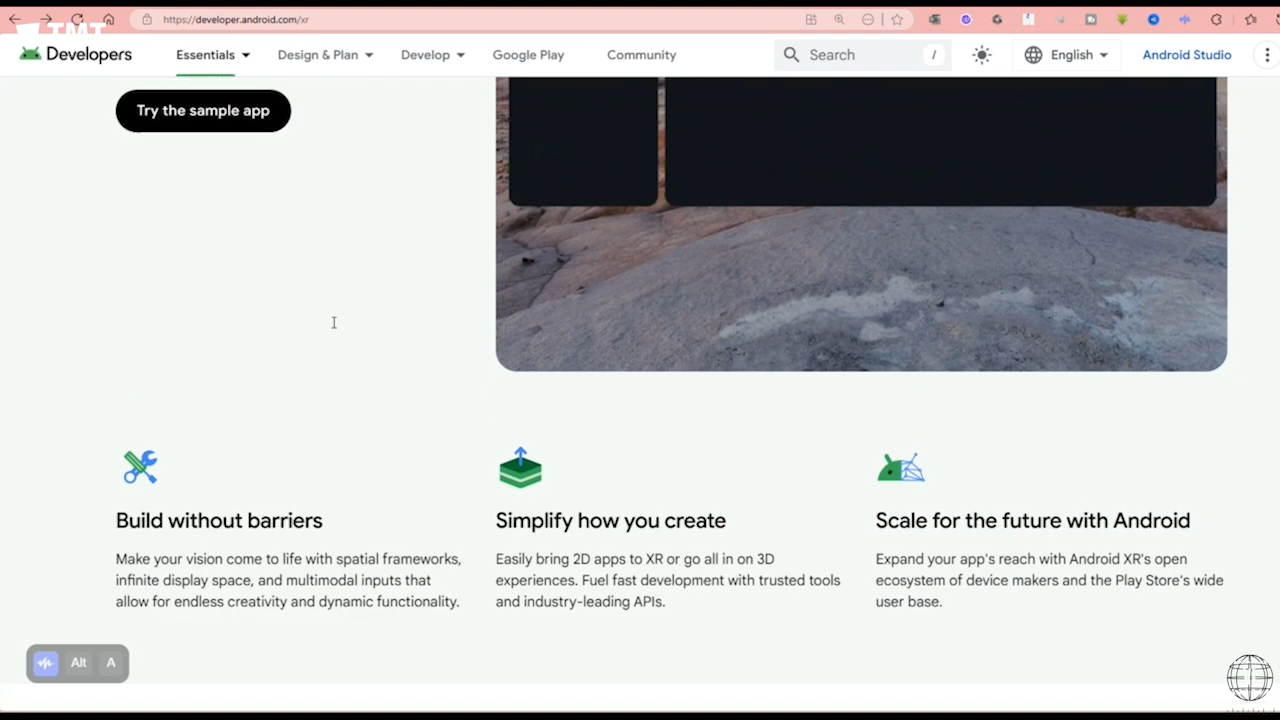 https://developer.android.com/xr
TMT
Developers
Essentials
Design & Plan
Develop
Google Play
Community
Search
/
English
Android Studio
Try the sample app
Build without barriers
Make your vision come to life with spatial frameworks,
infinite display space, and multimodal inputs that
allow for endless creativity and dynamic functionality.
Simplify how you create
Easily bring 2D apps to XR or go all in on 3D
experiences. Fuel fast development with trusted tools
and industry-leading APIs.
Scale for the future with Android
Expand your app's reach with Android XR's open
ecosystem of device makers and the Play Store's wide
user base.
Alt
A